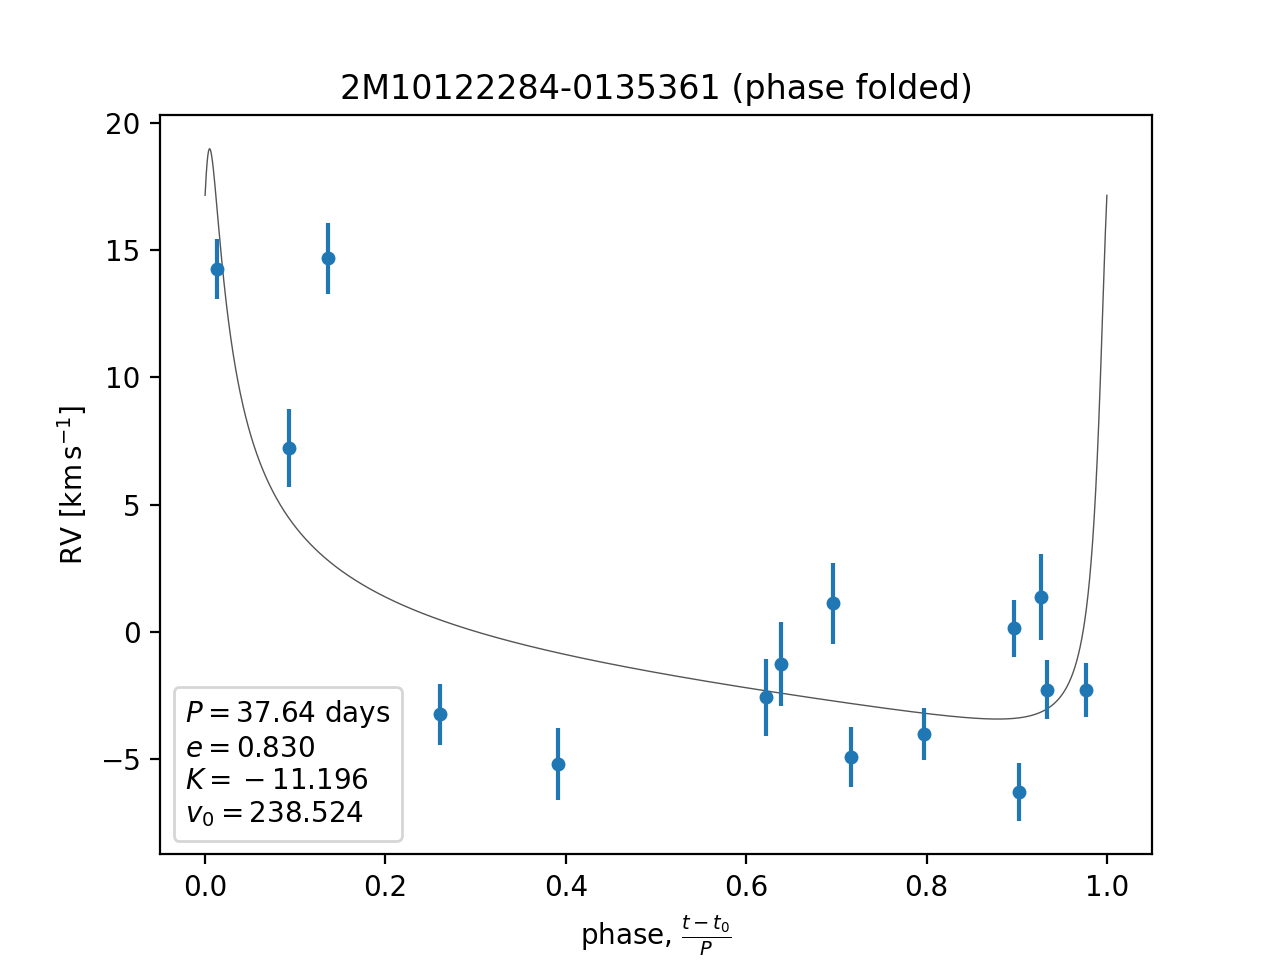 2M10122284-0135361 (phase folded)
20
15
10
5
0
−5
RV [km s⁻¹]
P = 37.64 days
e = 0.830
K = −11.196
v₀ = 238.524
0.0 0.2 0.4 0.6 0.8 1.0
phase, (t − t₀)/P